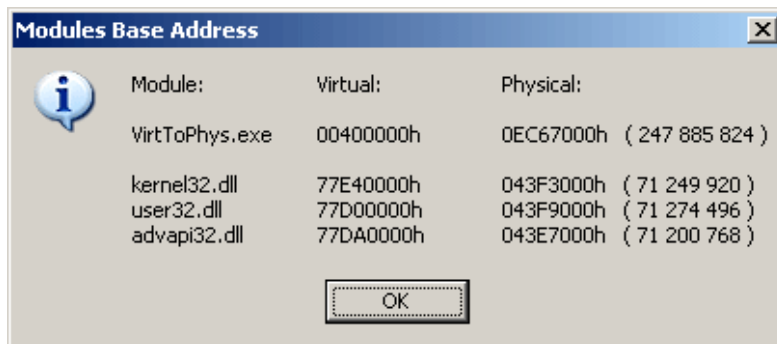 Modules Base Address
Module: Virtual: Physical:
VirtToPhys.exe 00400000h 0EC67000h ( 247 885 824 )
kernel32.dll 77E40000h 043F3000h ( 71 249 920 )
user32.dll 77D00000h 043F9000h ( 71 274 496 )
advapi32.dll 77DA0000h 043E7000h ( 71 200 768 )
OK